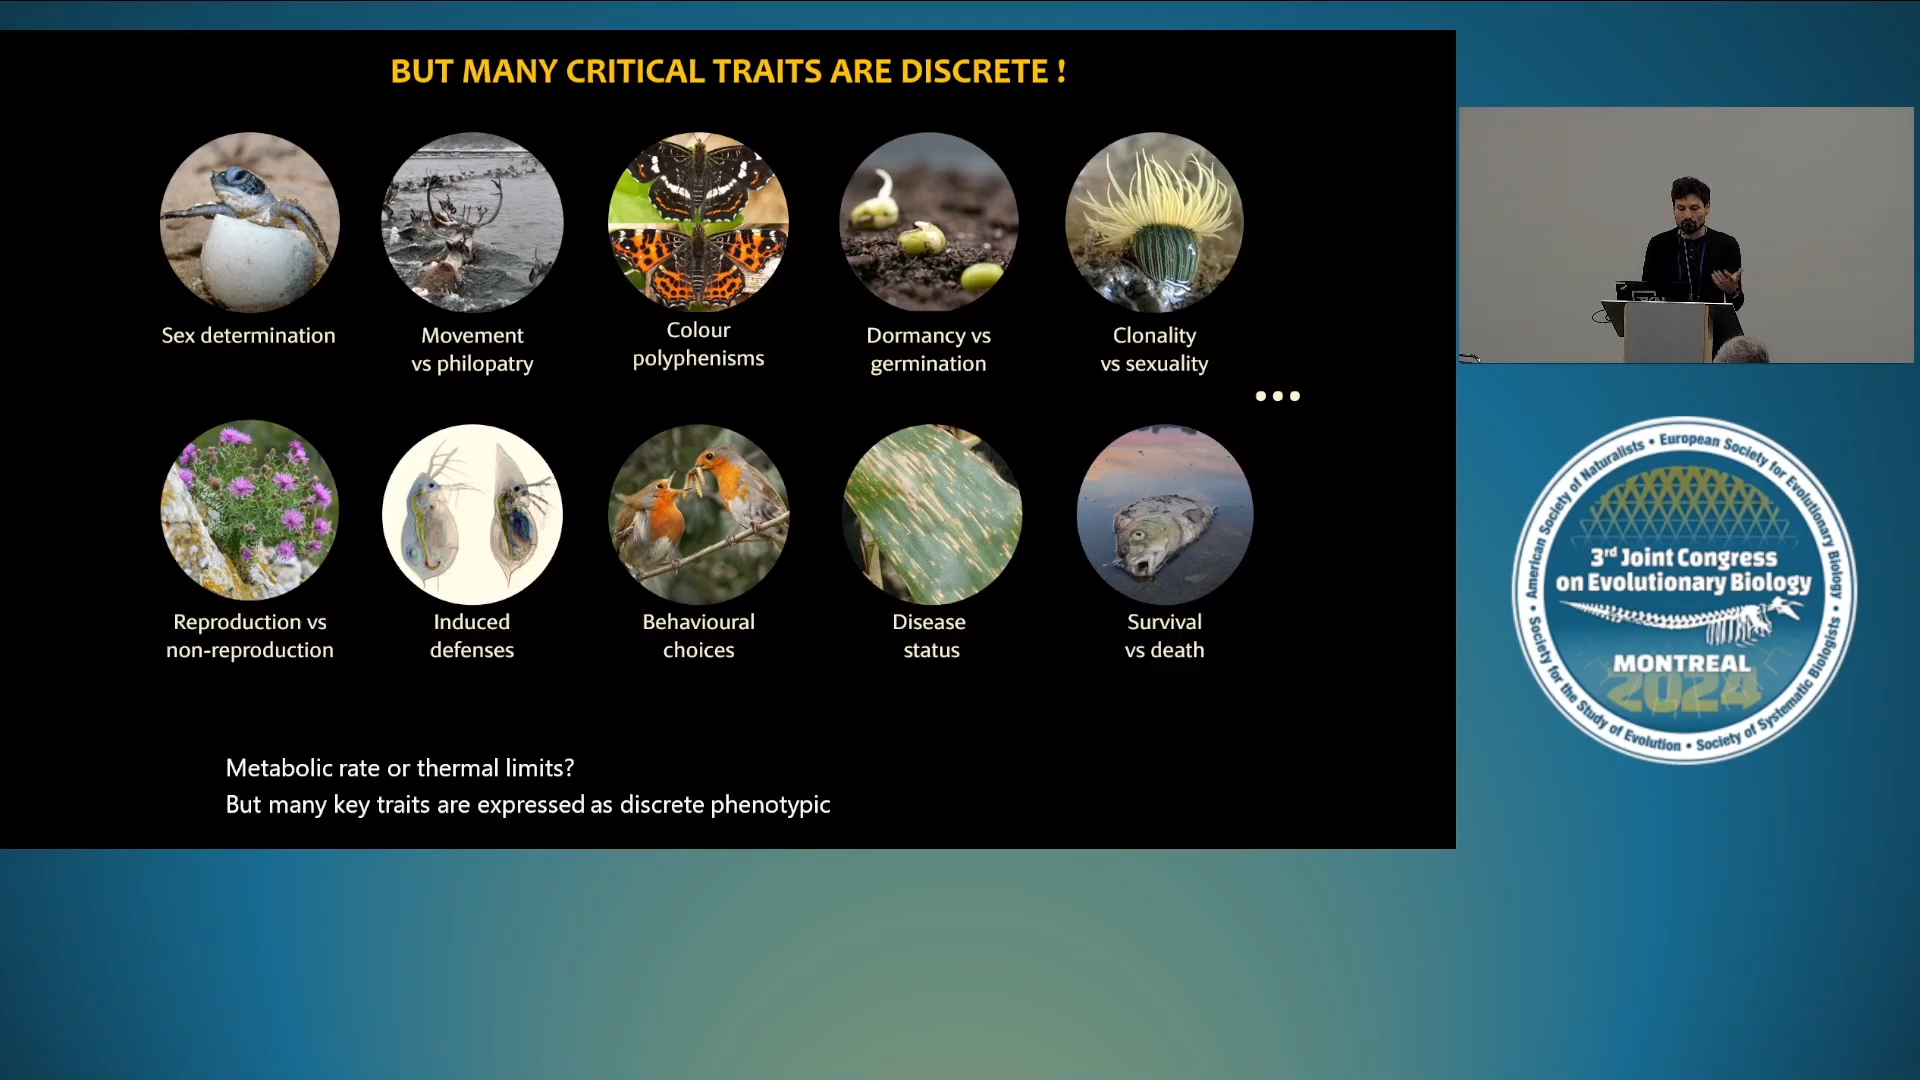 BUT MANY CRITICAL TRAITS ARE DISCRETE !
Sex determination
Movement
vs philopatry
Colour
polyphenisms
Dormancy vs
germination
Clonality
vs sexuality
•••
Reproduction vs
non-reproduction
Induced
defenses
Behavioural
choices
Disease
status
Survival
vs death
Metabolic rate or thermal limits?
But many key traits are expressed as discrete phenotypic
American Society of Naturalists • European Society for Evolutionary Biology •
Society for the Study of Evolution • Society of Systematic Biologists •
3rd Joint Congress
on Evolutionary Biology
MONTREAL
2024